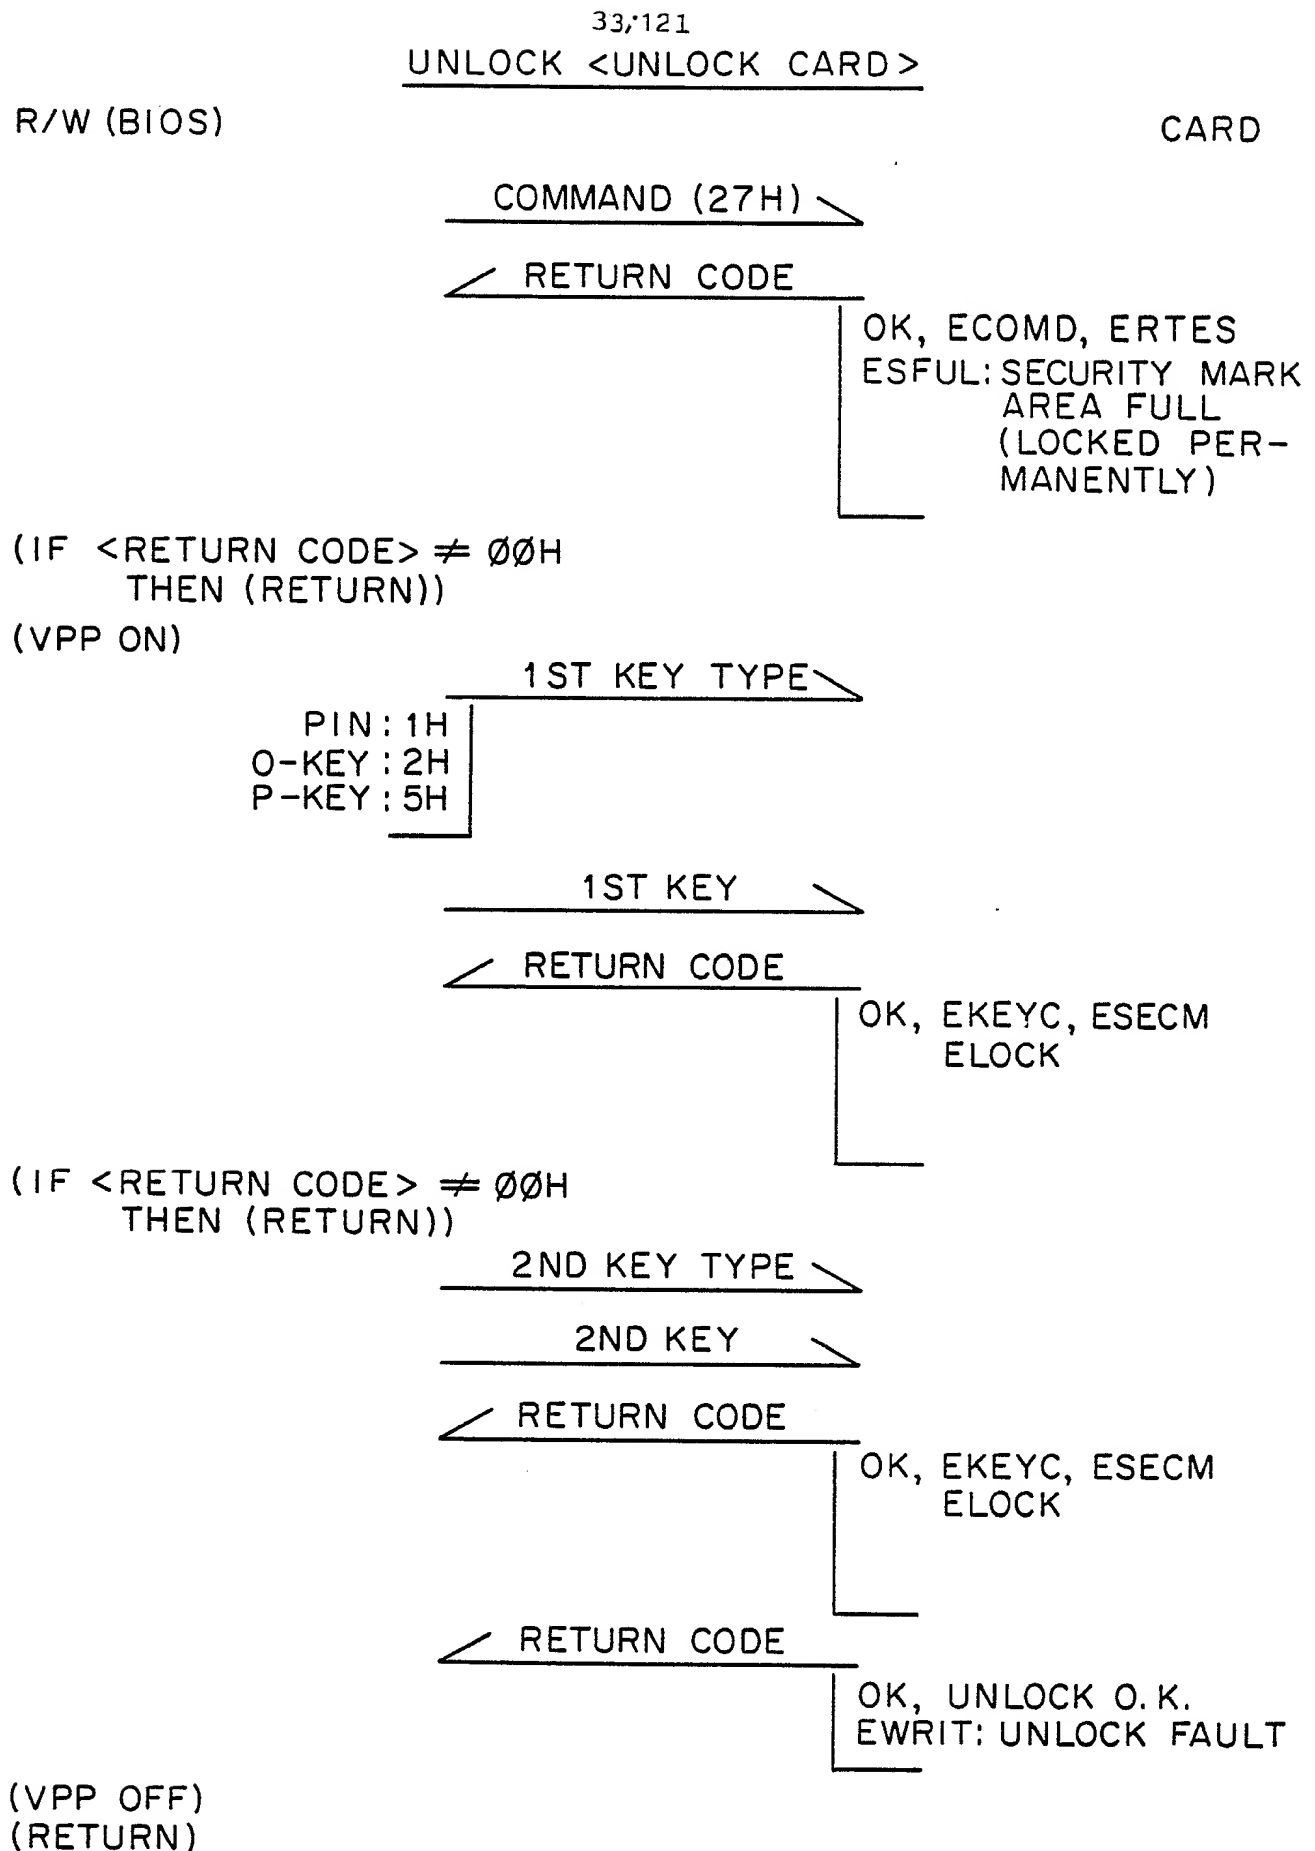 33/121
UNLOCK <UNLOCK CARD>
R/W (BIOS)
CARD
COMMAND (27H)
RETURN CODE
OK, ECOMD, ERTES
ESFUL: SECURITY MARK
AREA FULL
(LOCKED PER-
MANENTLY)
(IF <RETURN CODE> ≠ ØØH
THEN (RETURN))
(VPP ON)
1ST KEY TYPE
PIN: 1H
O-KEY: 2H
P-KEY: 5H
1ST KEY
RETURN CODE
OK, EKEYC, ESECM
ELOCK
(IF <RETURN CODE> ≠ ØØH
THEN (RETURN))
2ND KEY TYPE
2ND KEY
RETURN CODE
OK, EKEYC, ESECM
ELOCK
RETURN CODE
OK, UNLOCK O.K.
EWRIT: UNLOCK FAULT
(VPP OFF)
(RETURN)